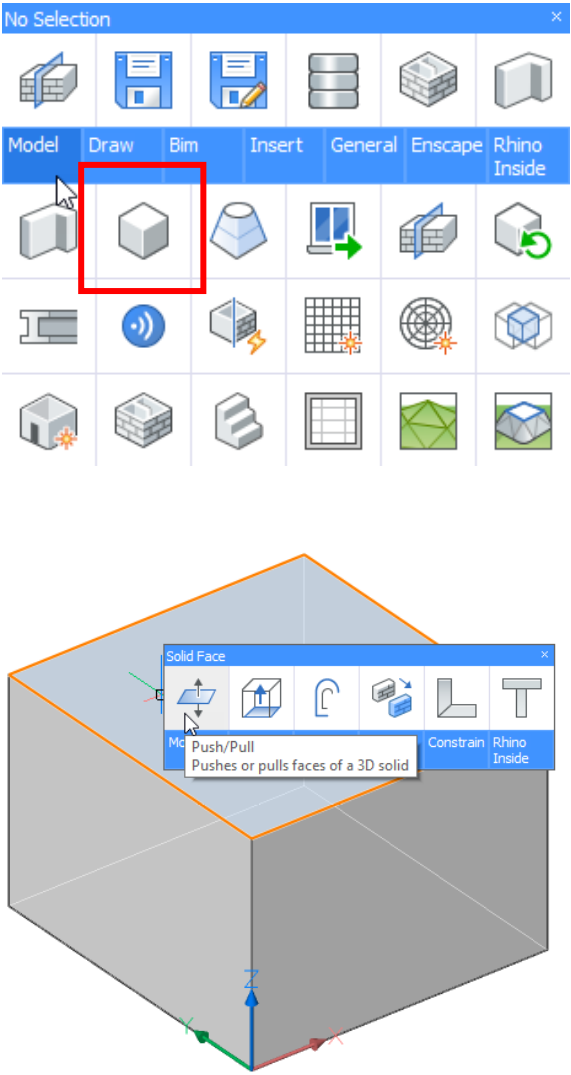 No Selection
Model Draw Bim Insert General Enscape Rhino
Inside
Solid Face
Constrain Rhino
Inside
Push/Pull
Pushes or pulls faces of a 3D solid
Z
Y
X